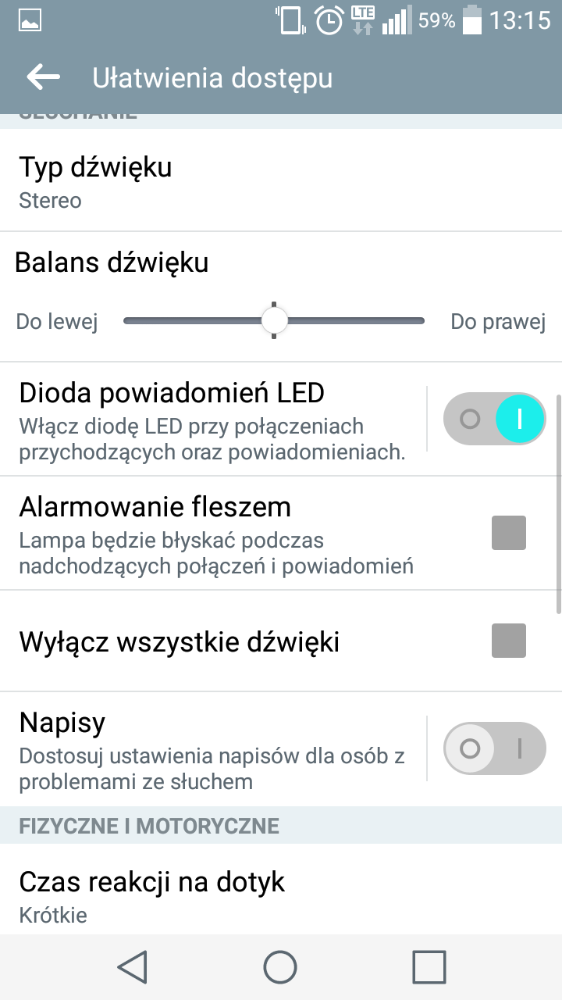 LTE 59% 13:15
Ułatwienia dostępu
SŁUCHANIE
Typ dźwięku
Stereo
Balans dźwięku
Do lewej Do prawej
Dioda powiadomień LED
Włącz diodę LED przy połączeniach
przychodzących oraz powiadomieniach.
Alarmowanie fleszem
Lampa będzie błyskać podczas
nadchodzących połączeń i powiadomień
Wyłącz wszystkie dźwięki
Napisy
Dostosuj ustawienia napisów dla osób z
problemami ze słuchem
FIZYCZNE I MOTORYCZNE
Czas reakcji na dotyk
Krótkie